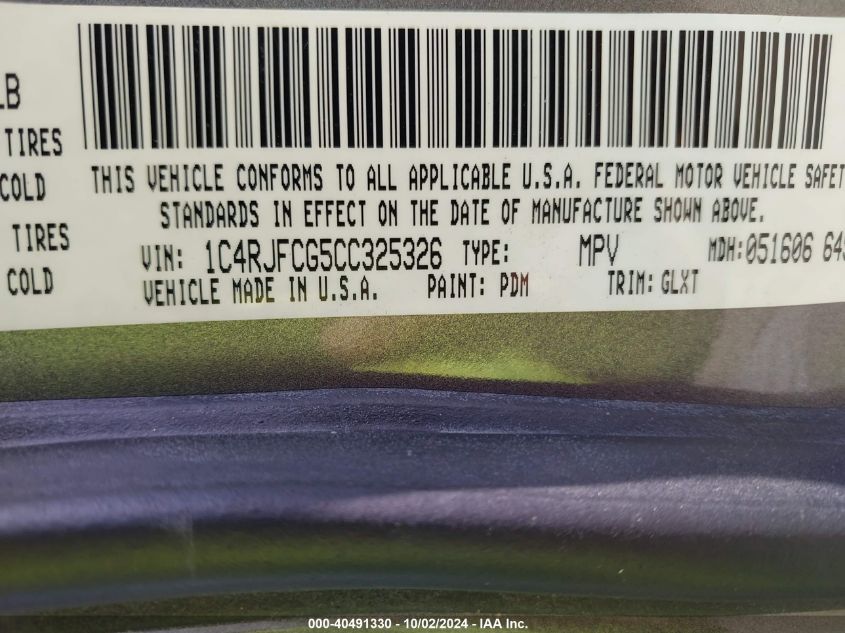 LB
TIRES
COLD
TIRES
COLD
THIS VEHICLE CONFORMS TO ALL APPLICABLE U.S.A. FEDERAL MOTOR VEHICLE SAFET
STANDARDS IN EFFECT ON THE DATE OF MANUFACTURE SHOWN ABOVE.
VIN: 1C4RJFCG5CC325326 TYPE: MPV MDH:051606 64
VEHICLE MADE IN U.S.A. PAINT: PDM TRIM: GLXT
000-40491330 - 10/02/2024 - IAA Inc.